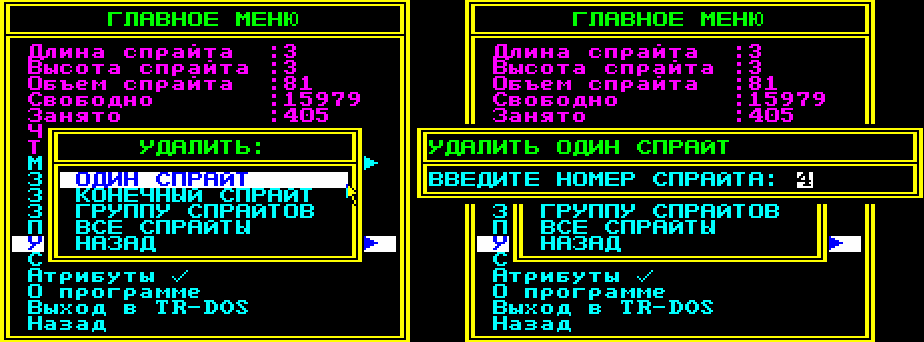 ГЛАВНОЕ МЕНЮ
Длина спрайта :3
Высота спрайта :3
Объем спрайта :81
Свободно :15979
Занято :405
Ч
Т
М
З
З
З
П
У
С
УДАЛИТЬ:
ОДИН СПРАЙТ
КОНЕЧНЫЙ СПРАЙТ
ГРУППУ СПРАЙТОВ
ВСЕ СПРАЙТЫ
НАЗАД
Атрибуты ✓
О программе
Выход в TR-DOS
Назад
ГЛАВНОЕ МЕНЮ
Длина спрайта :3
Высота спрайта :3
Объем спрайта :81
Свободно :15979
Занято :405
УДАЛИТЬ ОДИН СПРАЙТ
ВВЕДИТЕ НОМЕР СПРАЙТА: 4
З
П
У
С
ГРУППУ СПРАЙТОВ
ВСЕ СПРАЙТЫ
НАЗАД
Атрибуты ✓
О программе
Выход в TR-DOS
Назад